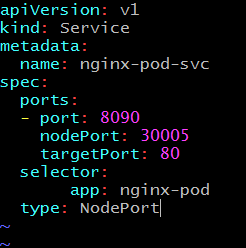 apiVersion: v1
kind: Service
metadata:
  name: nginx-pod-svc
spec:
  ports:
  - port: 8090
    nodePort: 30005
    targetPort: 80
  selector:
       app: nginx-pod
  type: NodePort
~
~